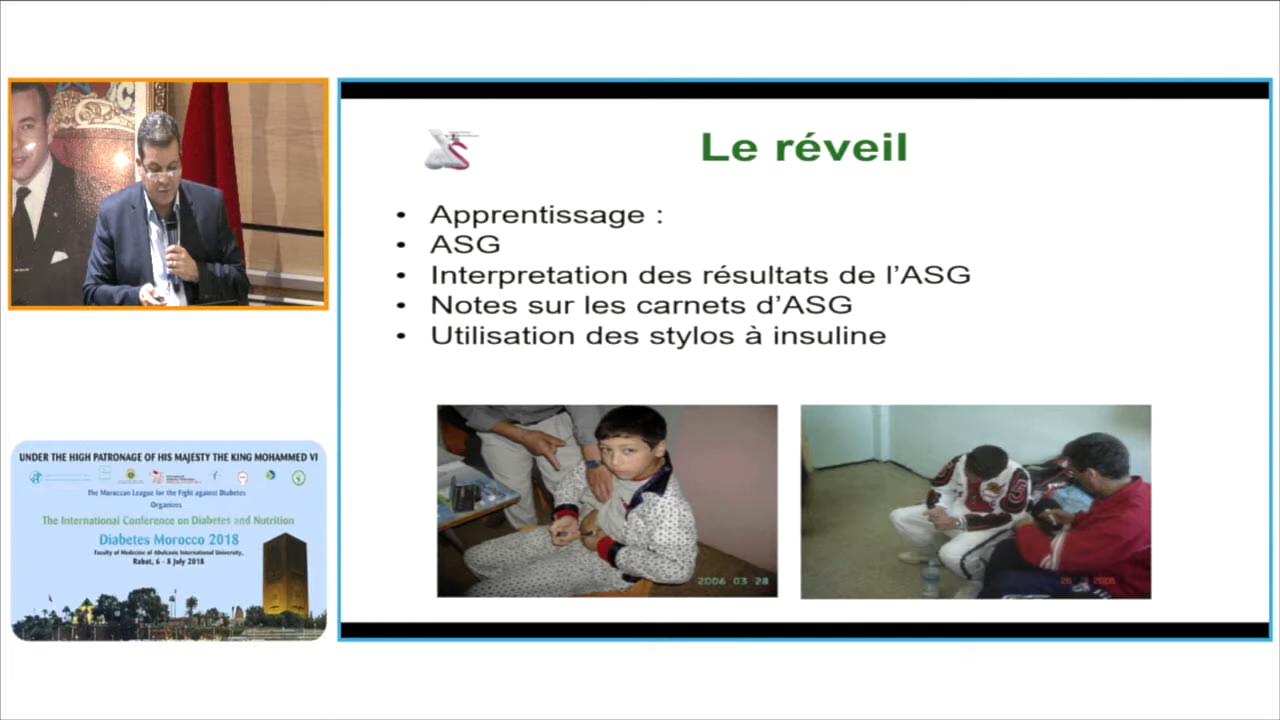 Le réveil
• Apprentissage :
• ASG
• Interpretation des résultats de l’ASG
• Notes sur les carnets d’ASG
• Utilisation des stylos à insuline
2006 03 28
UNDER THE HIGH PATRONAGE OF HIS MAJESTY THE KING MOHAMMED VI
The Moroccan League for the Fight against Diabetes
Organizes
The International Conference on Diabetes and Nutrition
Diabetes Morocco 2018
Faculty of Medicine of Abulcasis International University,
Rabat, 6 - 8 July 2018